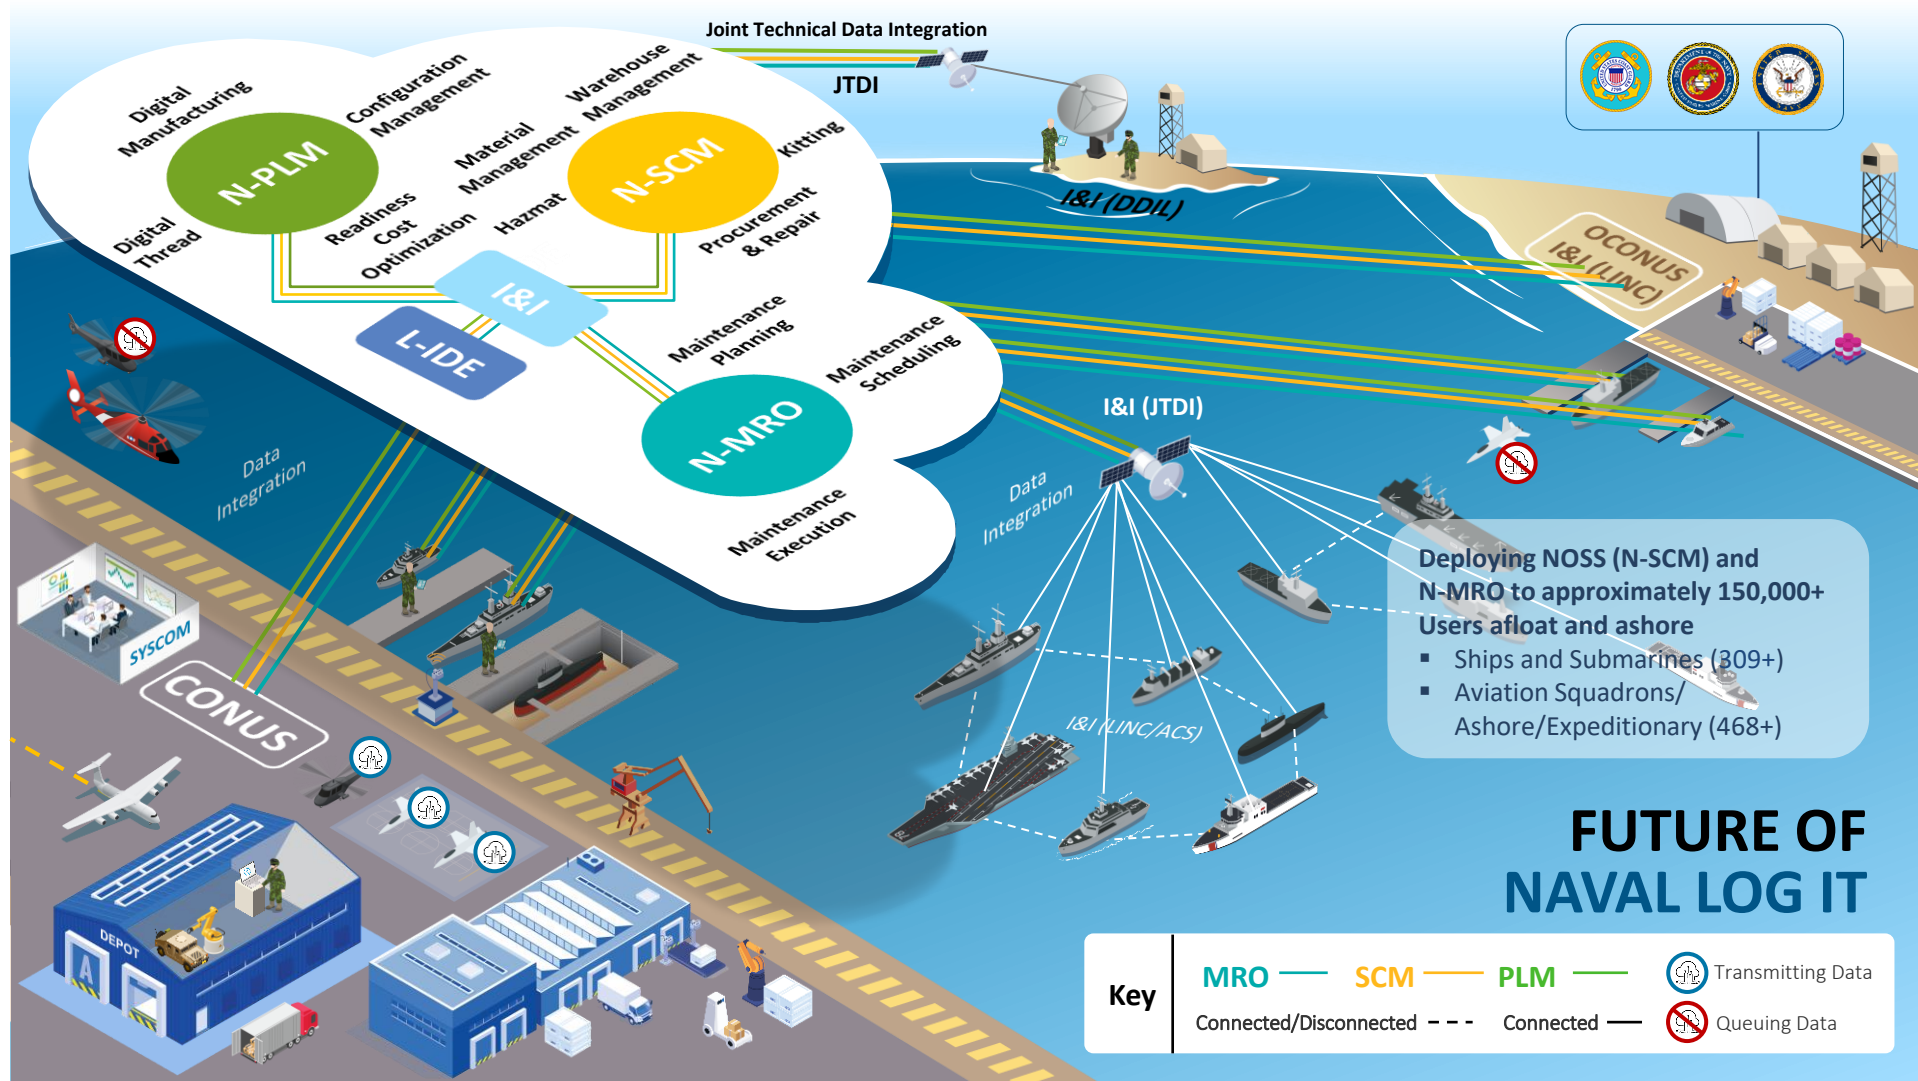 Joint Technical Data Integration
JTDI
Digital
Manufacturing
Configuration
Management
Warehouse
Management
N-PLM
Material
Management
N-SCM
Kitting
Digital
Thread
Readiness
Cost
Optimization
Hazmat
Procurement
& Repair
I&I
L-IDE
Maintenance
Planning
Maintenance
Scheduling
N-MRO
Maintenance
Execution
I&I (DDIL)
OCONUS
I&I (LINC)
Data
Integration
I&I (JTDI)
Data
Integration
SYSCOM
CONUS
I&I (LINC/ACS)
DEPOT
A
Deploying NOSS (N-SCM) and
N-MRO to approximately 150,000+
Users afloat and ashore
▪ Ships and Submarines (309+)
▪ Aviation Squadrons/
Ashore/Expeditionary (468+)
FUTURE OF
NAVAL LOG IT
Key
MRO
SCM
PLM
Transmitting Data
Connected/Disconnected
Connected
Queuing Data